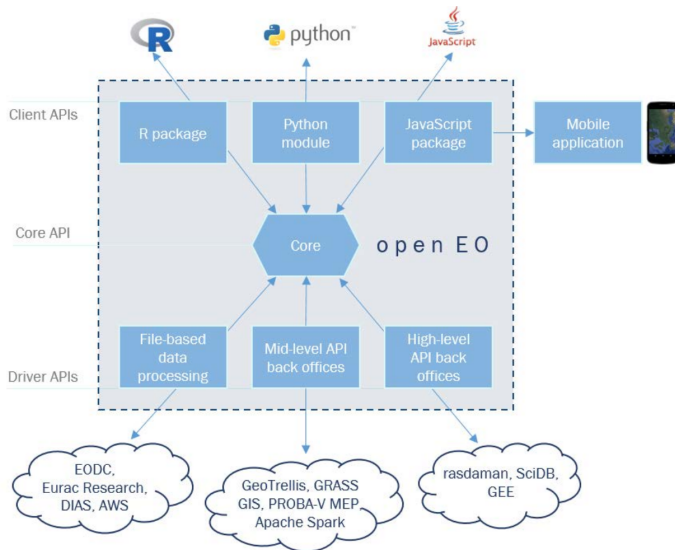 R
python™
JavaScript
Client APIs
R package
Python
module
JavaScript
package
Mobile
application
Core API
Core
open EO
Driver APIs
File-based
data
processing
Mid-level API
back offices
High-level
API back
offices
EODC,
Eurac Research,
DIAS, AWS
GeoTrellis, GRASS
GIS, PROBA-V MEP,
Apache Spark
rasdaman, SciDB,
GEE